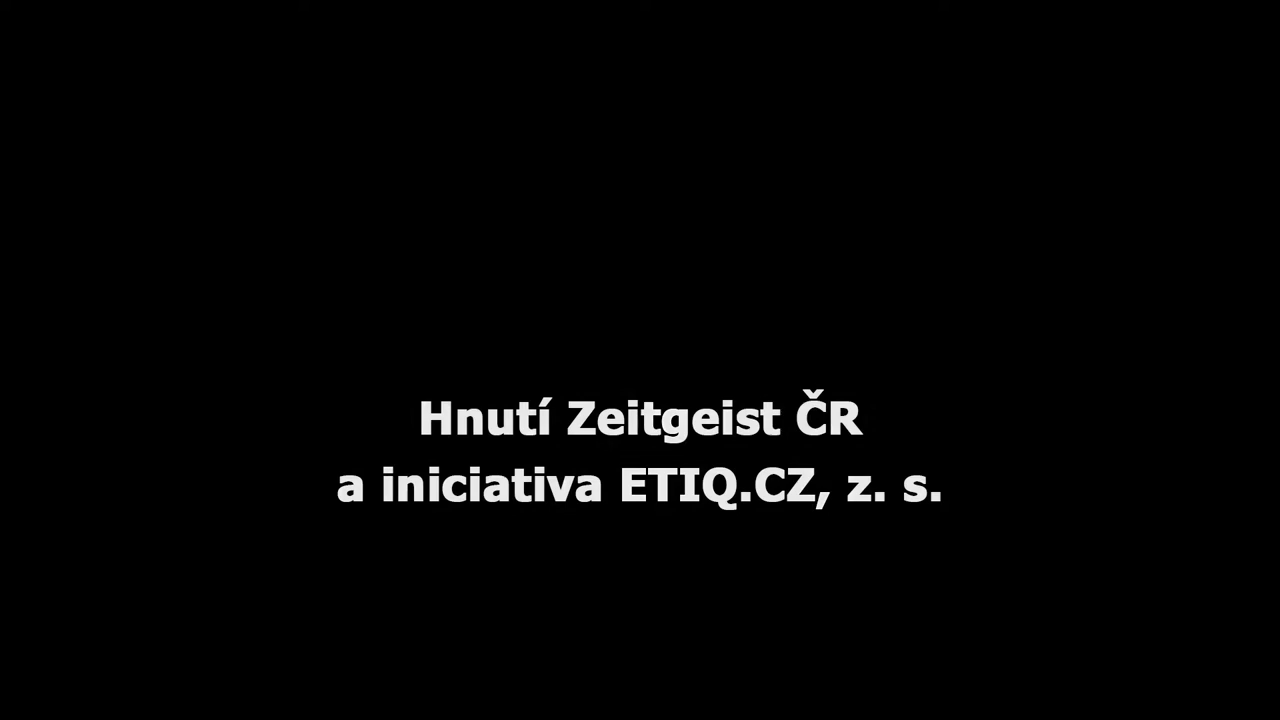 Hnutí Zeitgeist ČR
a iniciativa ETIQ.CZ, z. s.